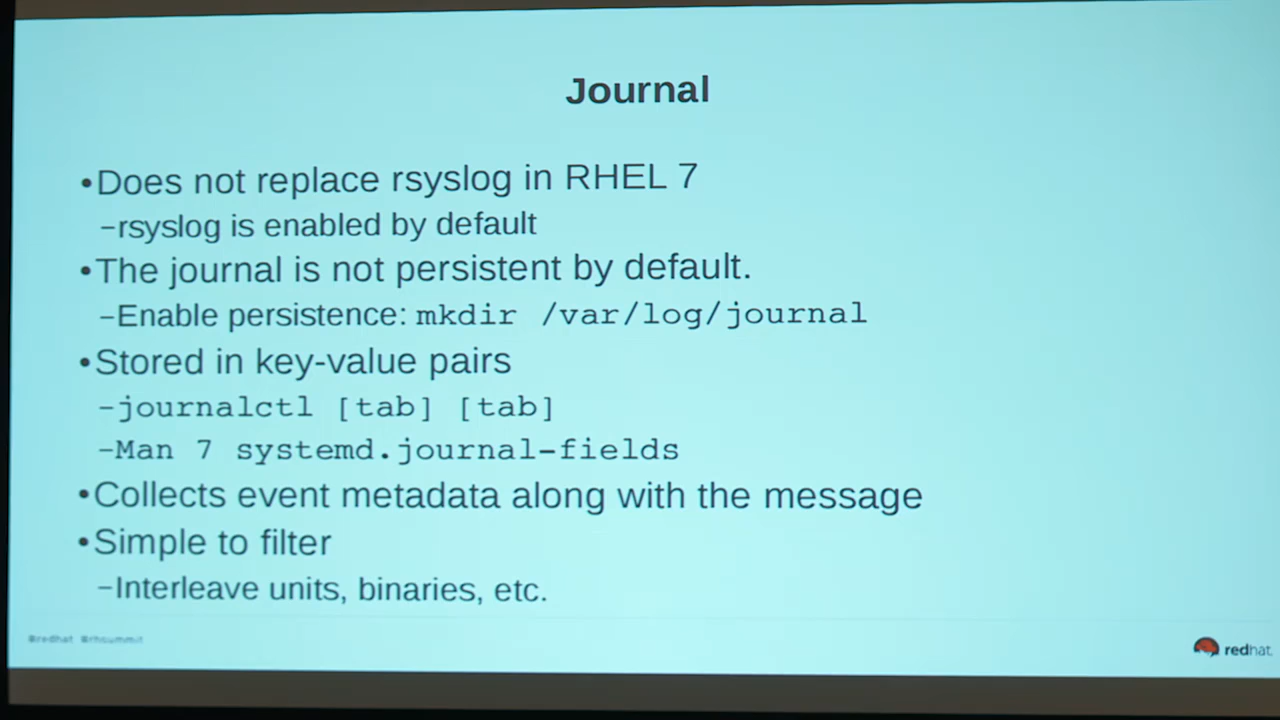 Journal
•Does not replace rsyslog in RHEL 7
–rsyslog is enabled by default
•The journal is not persistent by default.
–Enable persistence: mkdir /var/log/journal
•Stored in key-value pairs
–journalctl [tab] [tab]
–Man 7 systemd.journal-fields
•Collects event metadata along with the message
•Simple to filter
–Interleave units, binaries, etc.
#redhat #rhsummit
redhat.